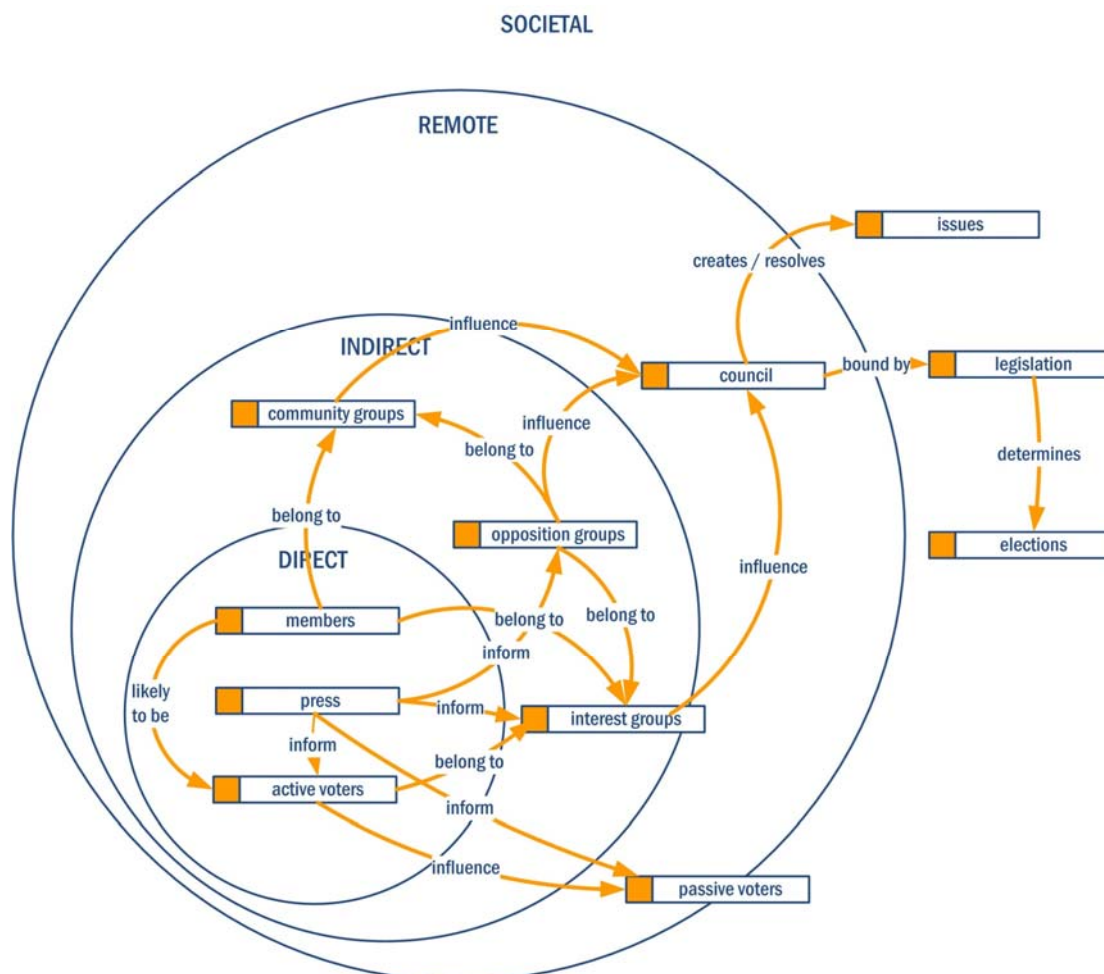 SOCIETAL
REMOTE
issues
creates / resolves
influence
INDIRECT
council
bound by
legislation
community groups
influence
belong to
determines
belong to
opposition groups
elections
DIRECT
influence
members
belong to
belong to
inform
likely
to be
press
inform
interest groups
inform
belong to
active voters
inform
influence
passive voters